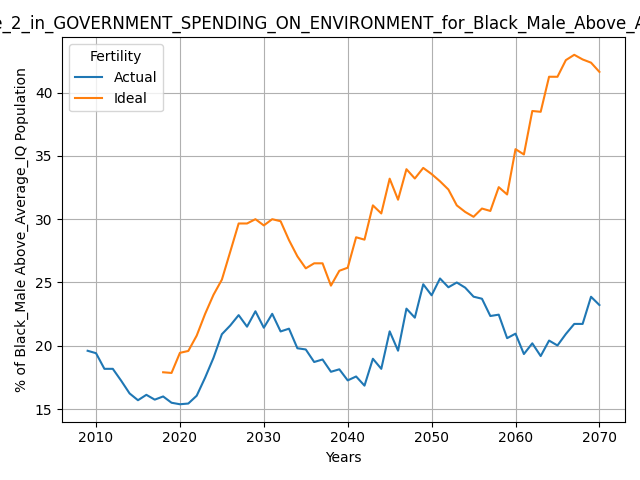 _2_in_GOVERNMENT_SPENDING_ON_ENVIRONMENT_for_Black_Male_Above_
Fertility
Actual
Ideal
% of Black_Male Above_Average_IQ Population
40
35
30
25
20
15
2010 2020 2030 2040 2050 2060 2070
Years